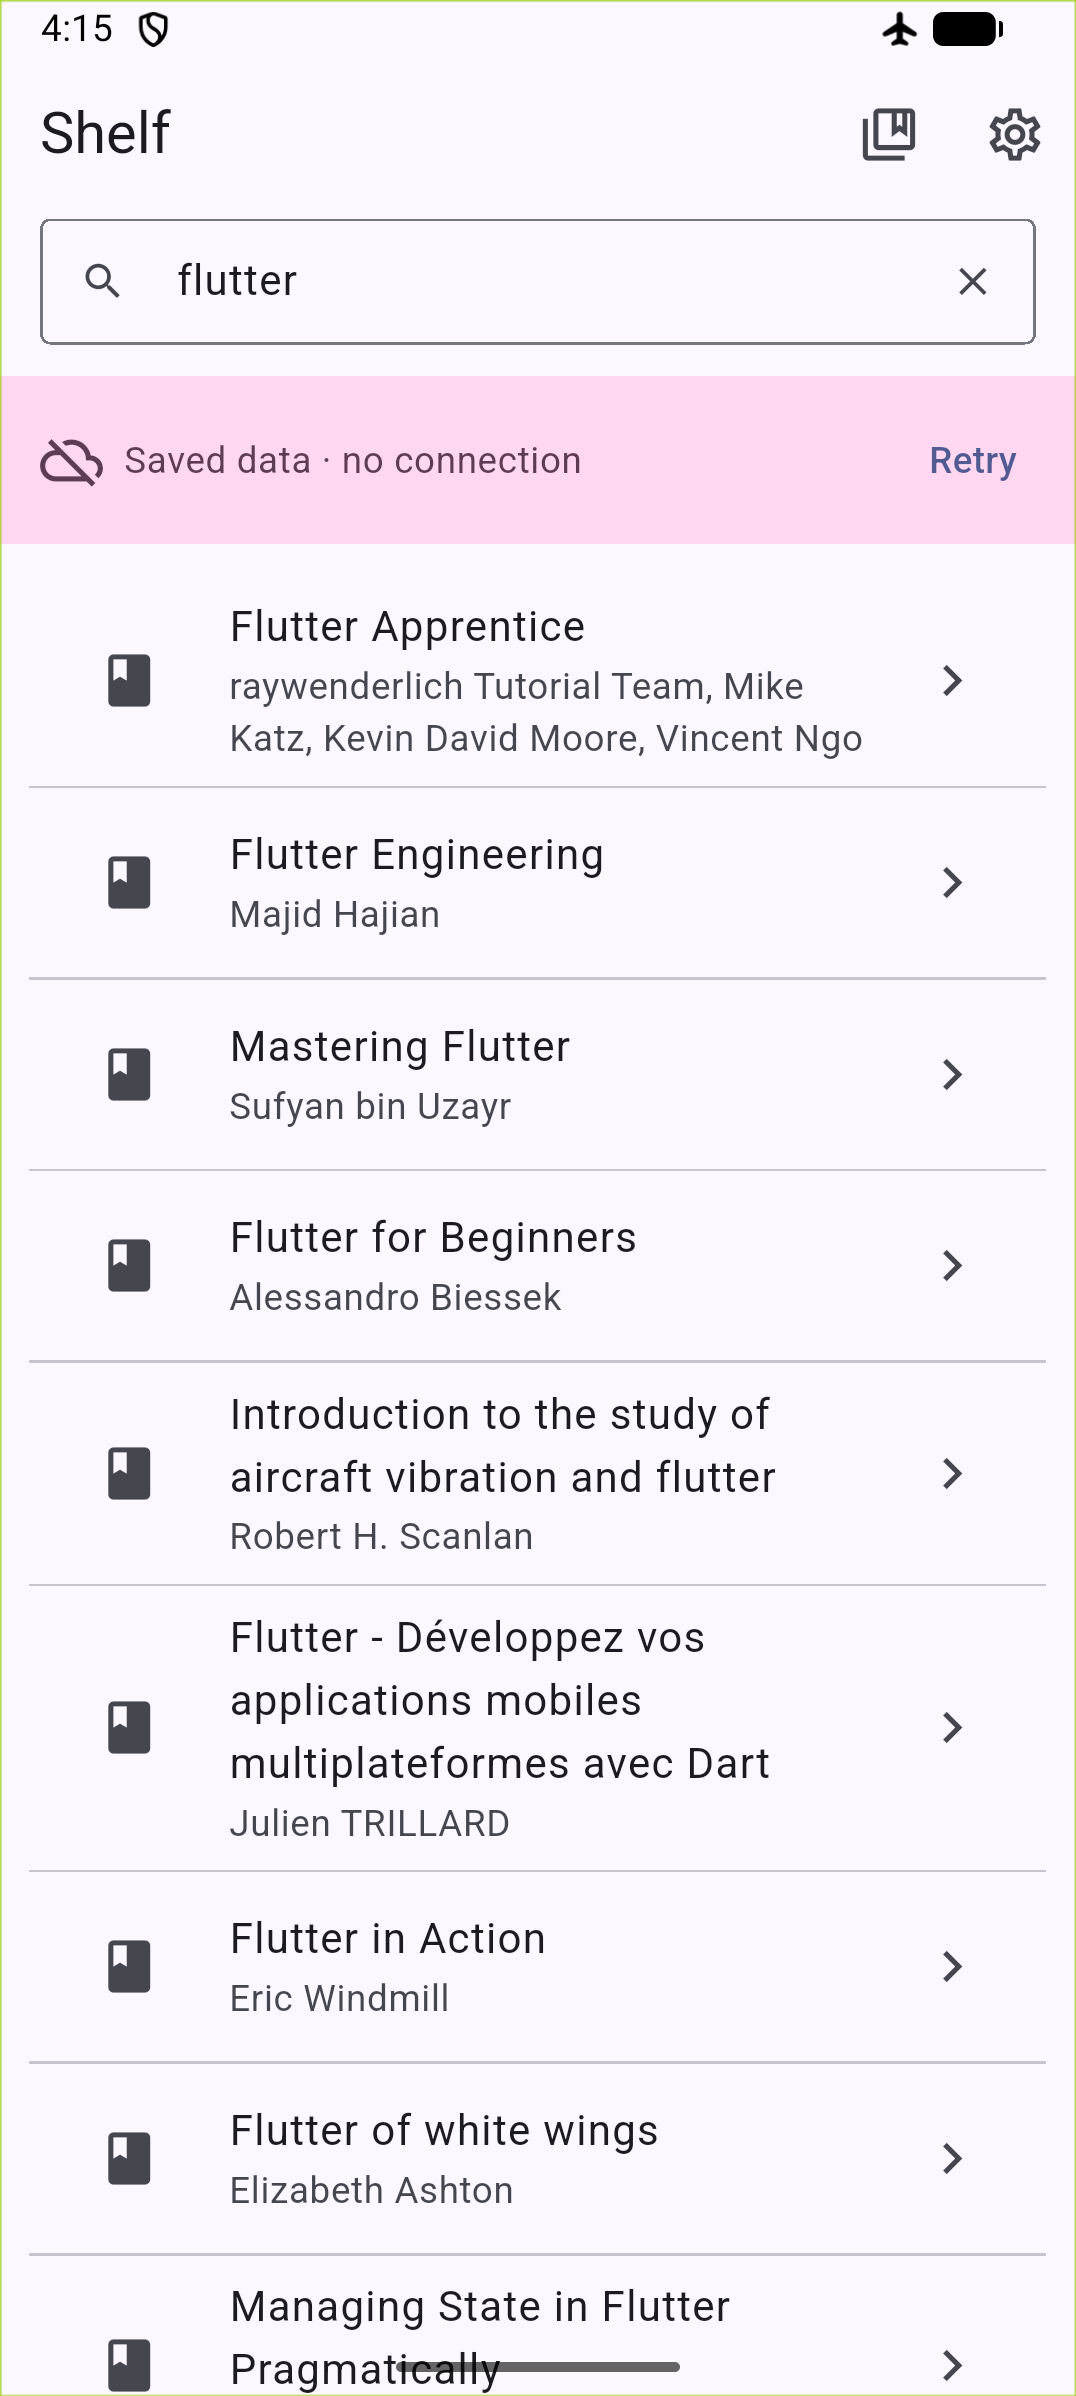 4:15
Shelf
flutter
Saved data · no connection
Retry
Flutter Apprentice
raywenderlich Tutorial Team, Mike
Katz, Kevin David Moore, Vincent Ngo
Flutter Engineering
Majid Hajian
Mastering Flutter
Sufyan bin Uzayr
Flutter for Beginners
Alessandro Biessek
Introduction to the study of
aircraft vibration and flutter
Robert H. Scanlan
Flutter - Développez vos
applications mobiles
multiplateformes avec Dart
Julien TRILLARD
Flutter in Action
Eric Windmill
Flutter of white wings
Elizabeth Ashton
Managing State in Flutter
Pragmatically